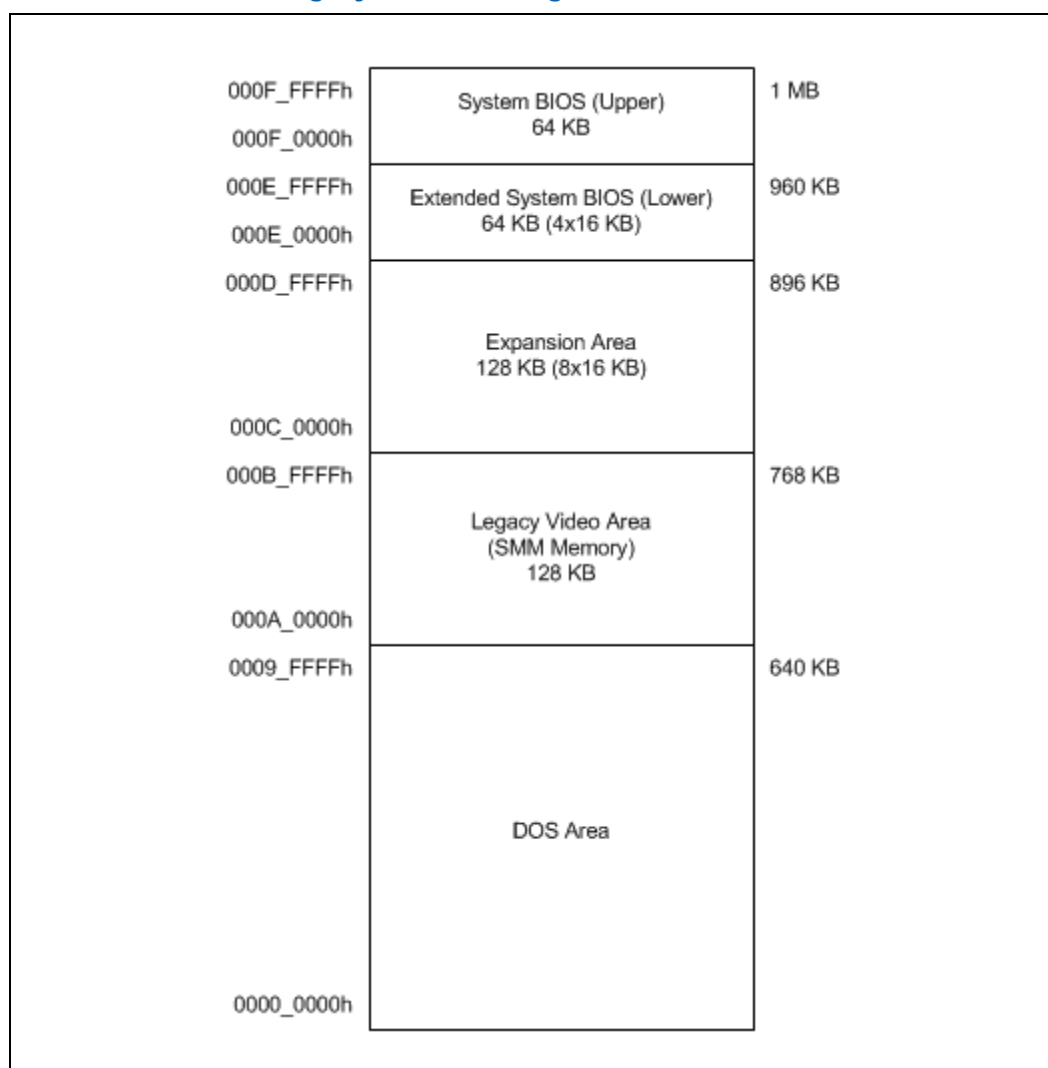 000F_FFFFh
System BIOS (Upper)
64 KB
1 MB
000F_0000h
000E_FFFFh
Extended System BIOS (Lower)
64 KB (4x16 KB)
960 KB
000E_0000h
000D_FFFFh
896 KB
Expansion Area
128 KB (8x16 KB)
000C_0000h
000B_FFFFh
768 KB
Legacy Video Area
(SMM Memory)
128 KB
000A_0000h
0009_FFFFh
640 KB
DOS Area
0000_0000h